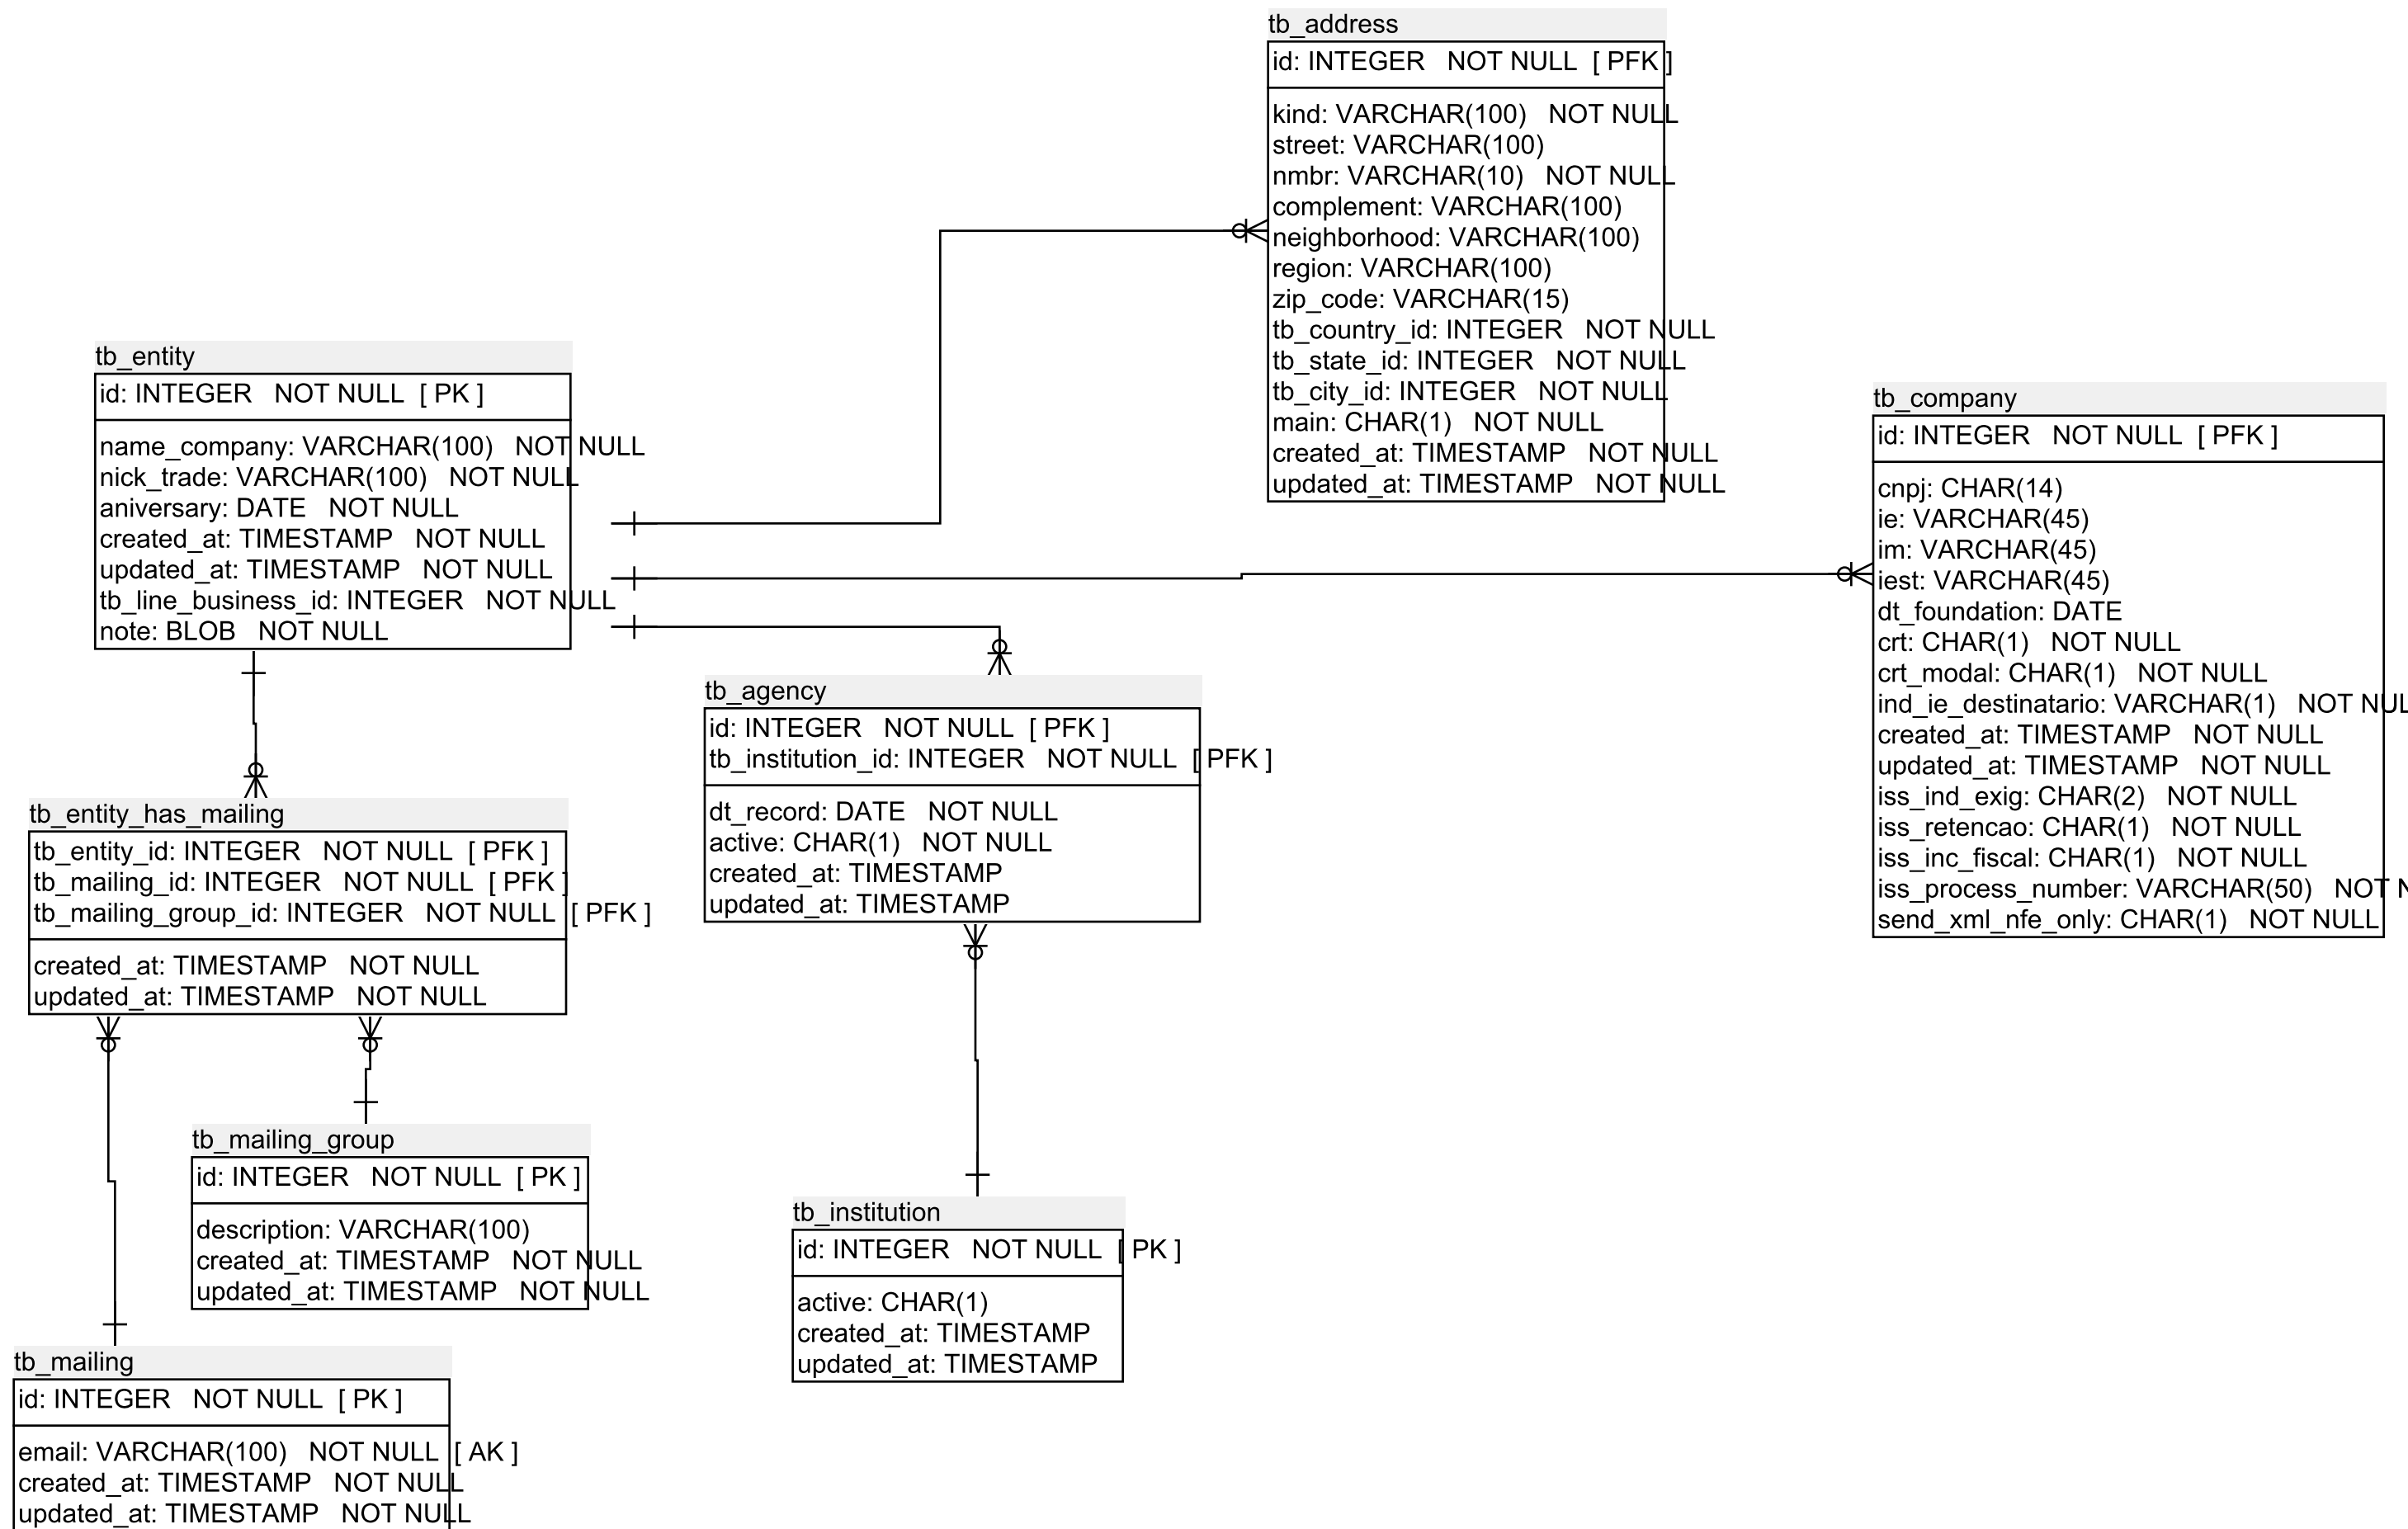 tb_address
id: INTEGER NOT NULL [ PFK ]
kind: VARCHAR(100) NOT NULL
street: VARCHAR(100)
nmbr: VARCHAR(10) NOT NULL
complement: VARCHAR(100)
neighborhood: VARCHAR(100)
region: VARCHAR(100)
zip_code: VARCHAR(15)
tb_country_id: INTEGER NOT NULL
tb_state_id: INTEGER NOT NULL
tb_city_id: INTEGER NOT NULL
main: CHAR(1) NOT NULL
created_at: TIMESTAMP NOT NULL
updated_at: TIMESTAMP NOT NULL
tb_entity
id: INTEGER NOT NULL [ PK ]
name_company: VARCHAR(100) NOT NULL
nick_trade: VARCHAR(100) NOT NULL
aniversary: DATE NOT NULL
created_at: TIMESTAMP NOT NULL
updated_at: TIMESTAMP NOT NULL
tb_line_business_id: INTEGER NOT NULL
note: BLOB NOT NULL
tb_company
id: INTEGER NOT NULL [ PFK ]
cnpj: CHAR(14)
ie: VARCHAR(45)
im: VARCHAR(45)
iest: VARCHAR(45)
dt_foundation: DATE
crt: CHAR(1) NOT NULL
crt_modal: CHAR(1) NOT NULL
ind_ie_destinatario: VARCHAR(1) NOT NUL
created_at: TIMESTAMP NOT NULL
updated_at: TIMESTAMP NOT NULL
iss_ind_exig: CHAR(2) NOT NULL
iss_retencao: CHAR(1) NOT NULL
iss_inc_fiscal: CHAR(1) NOT NULL
iss_process_number: VARCHAR(50) NOT N
send_xml_nfe_only: CHAR(1) NOT NULL
tb_agency
id: INTEGER NOT NULL [ PFK ]
tb_institution_id: INTEGER NOT NULL [ PFK ]
dt_record: DATE NOT NULL
active: CHAR(1) NOT NULL
created_at: TIMESTAMP
updated_at: TIMESTAMP
tb_entity_has_mailing
tb_entity_id: INTEGER NOT NULL [ PFK ]
tb_mailing_id: INTEGER NOT NULL [ PFK ]
tb_mailing_group_id: INTEGER NOT NULL [ PFK ]
created_at: TIMESTAMP NOT NULL
updated_at: TIMESTAMP NOT NULL
tb_mailing_group
id: INTEGER NOT NULL [ PK ]
description: VARCHAR(100)
created_at: TIMESTAMP NOT NULL
updated_at: TIMESTAMP NOT NULL
tb_institution
id: INTEGER NOT NULL [ PK ]
active: CHAR(1)
created_at: TIMESTAMP
updated_at: TIMESTAMP
tb_mailing
id: INTEGER NOT NULL [ PK ]
email: VARCHAR(100) NOT NULL [ AK ]
created_at: TIMESTAMP NOT NULL
updated_at: TIMESTAMP NOT NULL